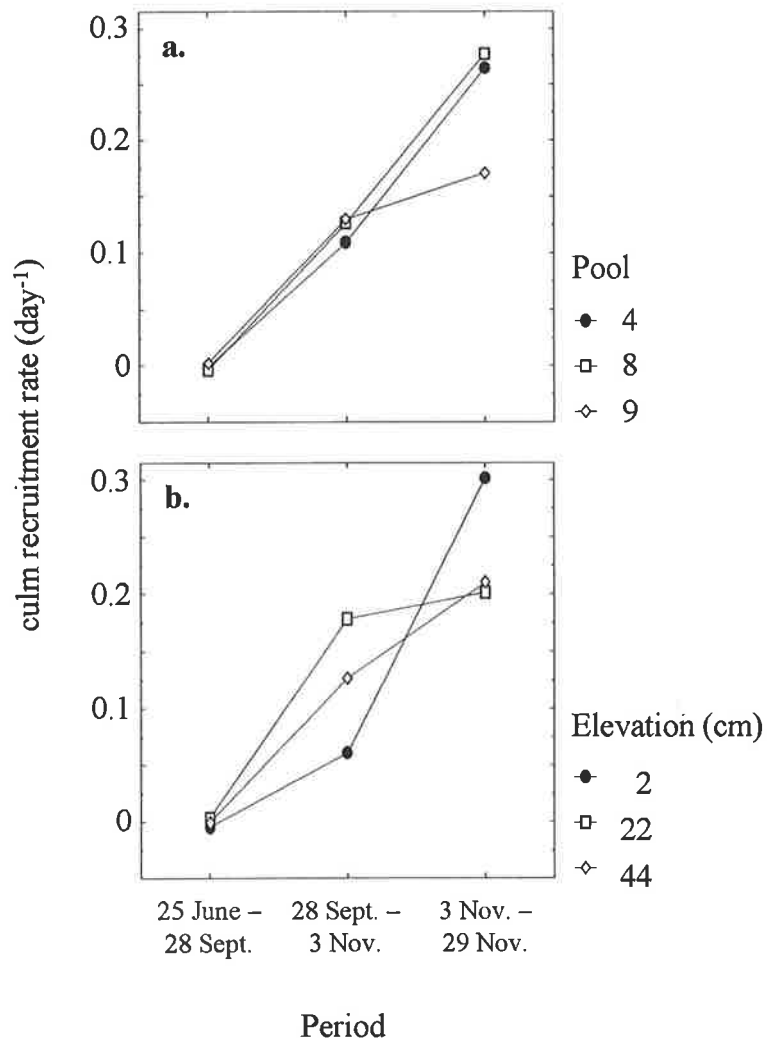 a.
0.3
0.2
0.1
0
Pool
4
8
9
culm recruitment rate (day-1)
b.
0.3
0.2
0.1
0
Elevation (cm)
2
22
44
25 June – 28 Sept. – 3 Nov. –
28 Sept. 3 Nov. 29 Nov.
Period